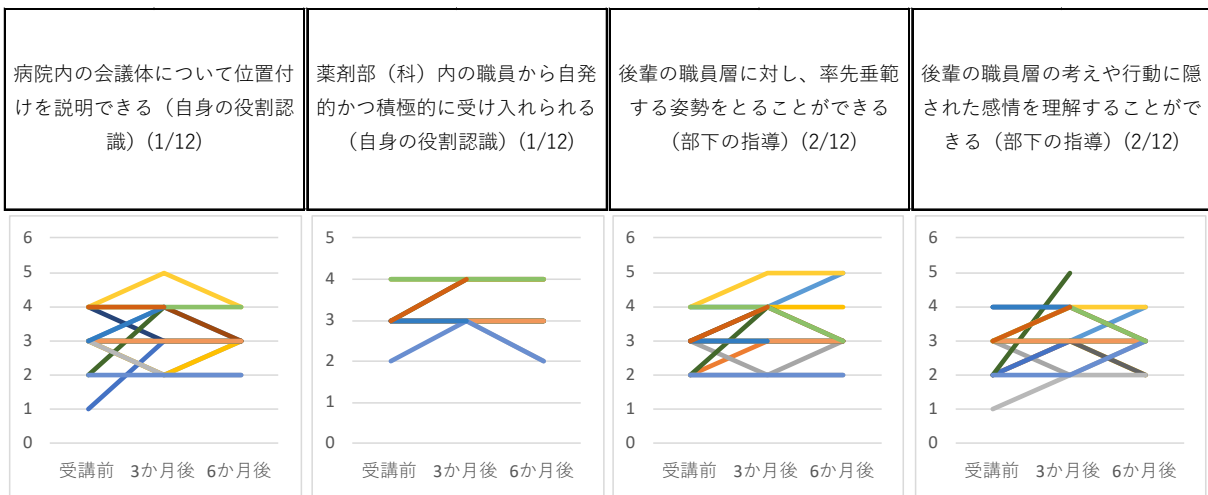 病院内の会議体について位置付
けを説明できる（自身の役割認
識）(1/12)
薬剤部（科）内の職員から自発
的かつ積極的に受け入れられる
（自身の役割認識）(1/12)
後輩の職員層に対し、率先垂範
する姿勢をとることができる
（部下の指導）(2/12)
後輩の職員層の考えや行動に隠
された感情を理解することがで
きる（部下の指導）(2/12)
6
5
4
3
2
1
0
受講前 3か月後 6か月後
5
4
3
2
1
0
受講前 3か月後 6か月後
6
5
4
3
2
1
0
受講前 3か月後 6か月後
6
5
4
3
2
1
0
受講前 3か月後 6か月後